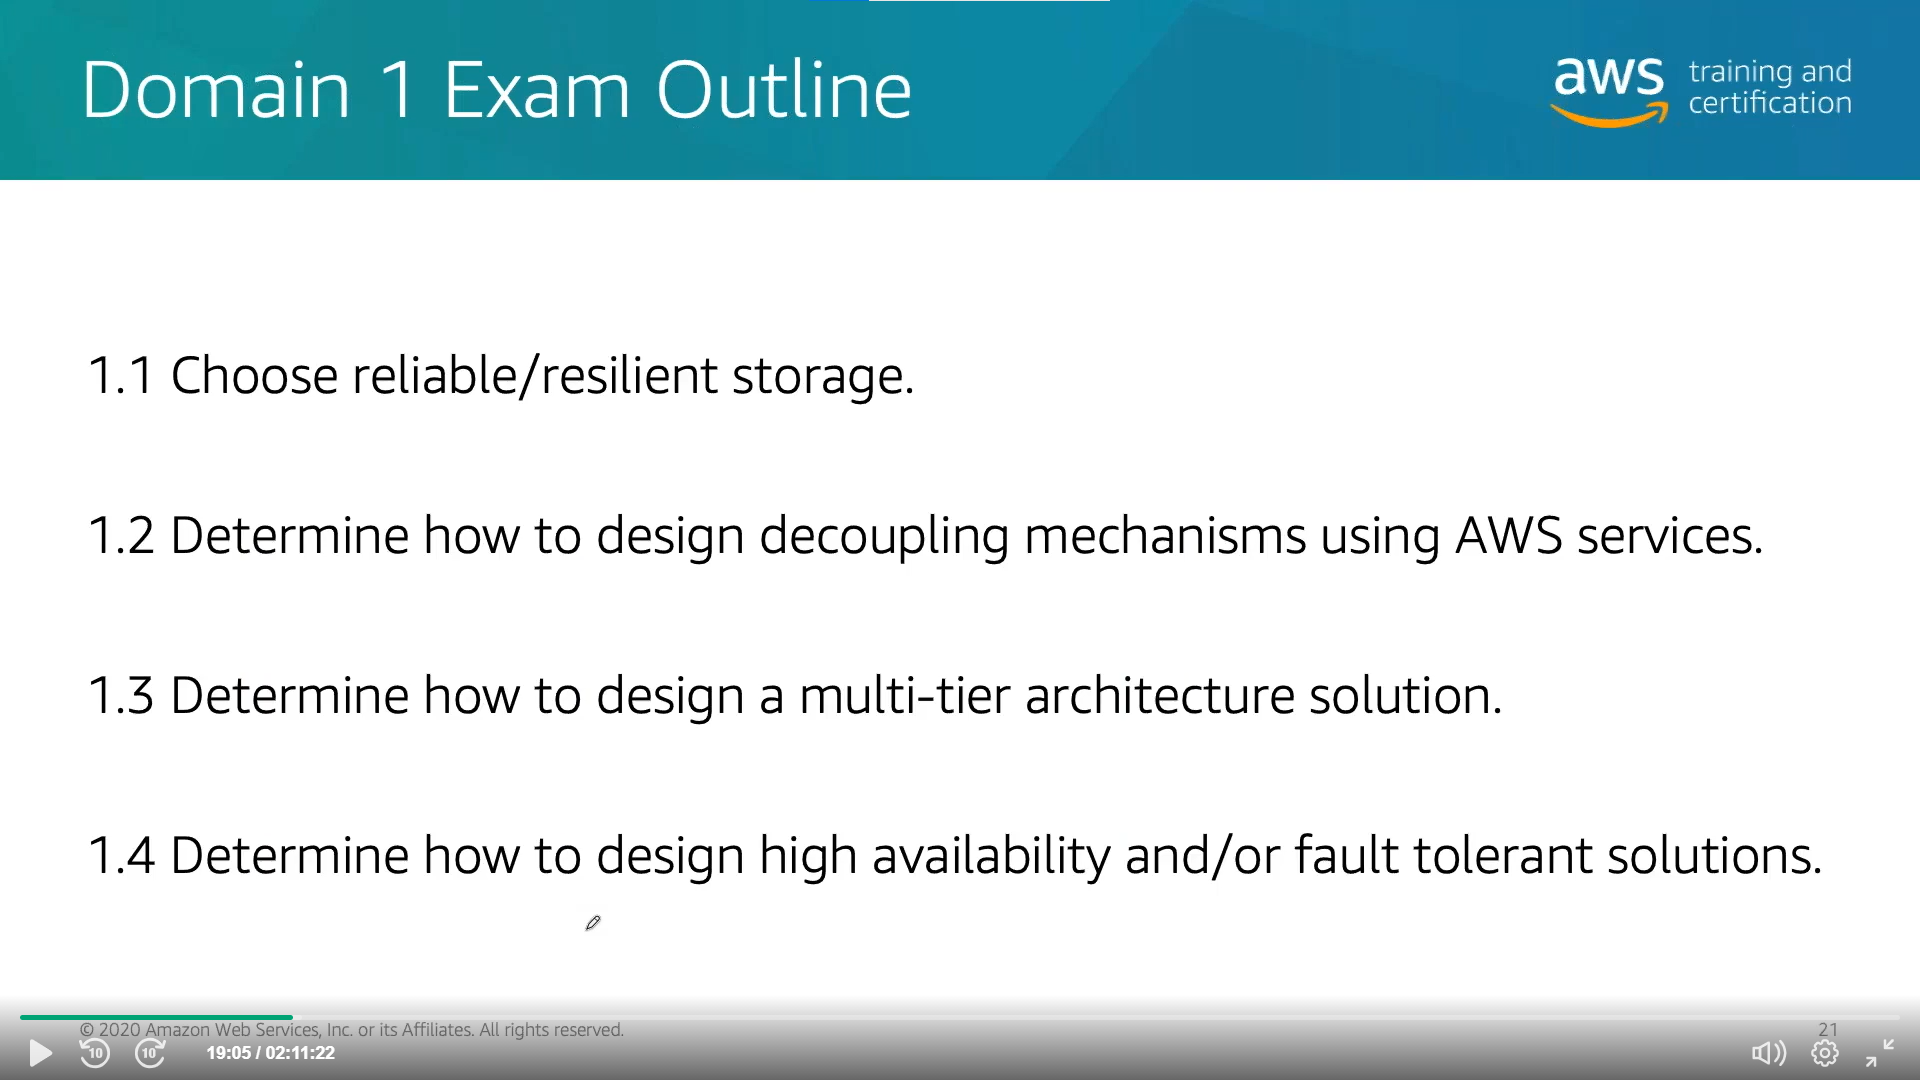 Domain 1 Exam Outline
aws training and
certification
1.1 Choose reliable/resilient storage.
1.2 Determine how to design decoupling mechanisms using AWS services.
1.3 Determine how to design a multi-tier architecture solution.
1.4 Determine how to design high availability and/or fault tolerant solutions.
© 2020 Amazon Web Services, Inc. or its Affiliates. All rights reserved.
21
10
10
19:05 / 02:11:22